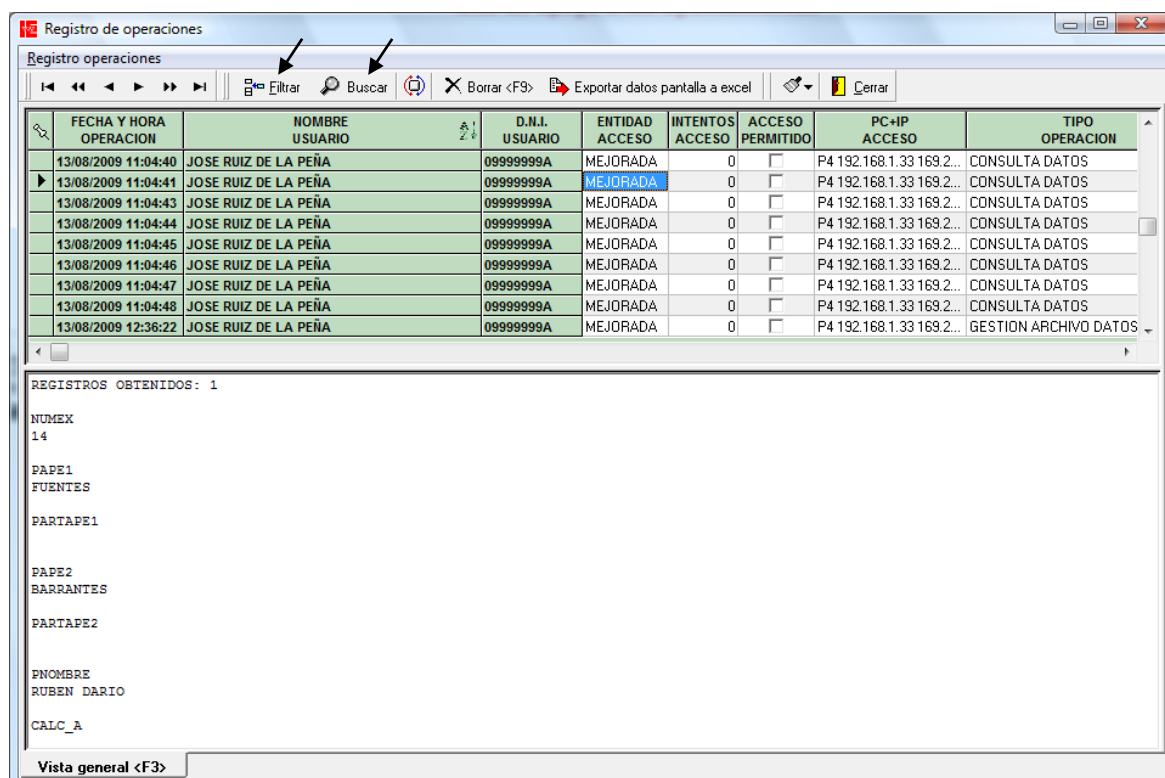 Registro de operaciones
Registro operaciones
Filtrar Buscar Borrar <F9> Exportar datos pantalla a excel Cerrar
FECHA Y HORA OPERACION NOMBRE USUARIO D.N.I. USUARIO ENTIDAD ACCESO INTENTOS ACCESO ACCESO PERMITIDO PC+IP ACCESO TIPO OPERACION
13/08/2009 11:04:40 JOSE RUIZ DE LA PEÑA 09999999A MEJORADA 0 P4 192.168.1.33 169.2... CONSULTA DATOS
13/08/2009 11:04:41 JOSE RUIZ DE LA PEÑA 09999999A MEJORADA 0 P4 192.168.1.33 169.2... CONSULTA DATOS
13/08/2009 11:04:43 JOSE RUIZ DE LA PEÑA 09999999A MEJORADA 0 P4 192.168.1.33 169.2... CONSULTA DATOS
13/08/2009 11:04:44 JOSE RUIZ DE LA PEÑA 09999999A MEJORADA 0 P4 192.168.1.33 169.2... CONSULTA DATOS
13/08/2009 11:04:45 JOSE RUIZ DE LA PEÑA 09999999A MEJORADA 0 P4 192.168.1.33 169.2... CONSULTA DATOS
13/08/2009 11:04:46 JOSE RUIZ DE LA PEÑA 09999999A MEJORADA 0 P4 192.168.1.33 169.2... CONSULTA DATOS
13/08/2009 11:04:47 JOSE RUIZ DE LA PEÑA 09999999A MEJORADA 0 P4 192.168.1.33 169.2... CONSULTA DATOS
13/08/2009 11:04:48 JOSE RUIZ DE LA PEÑA 09999999A MEJORADA 0 P4 192.168.1.33 169.2... CONSULTA DATOS
13/08/2009 12:36:22 JOSE RUIZ DE LA PEÑA 09999999A MEJORADA 0 P4 192.168.1.33 169.2... GESTION ARCHIVO DATOS
REGISTROS OBTENIDOS: 1
NUMEX
14
PAPE1
FUENTES
PARTAPE1
PAPE2
BARRANTES
PARTAPE2
PNOMBRE
RUBEN DARIO
CALC_A
Vista general <F3>